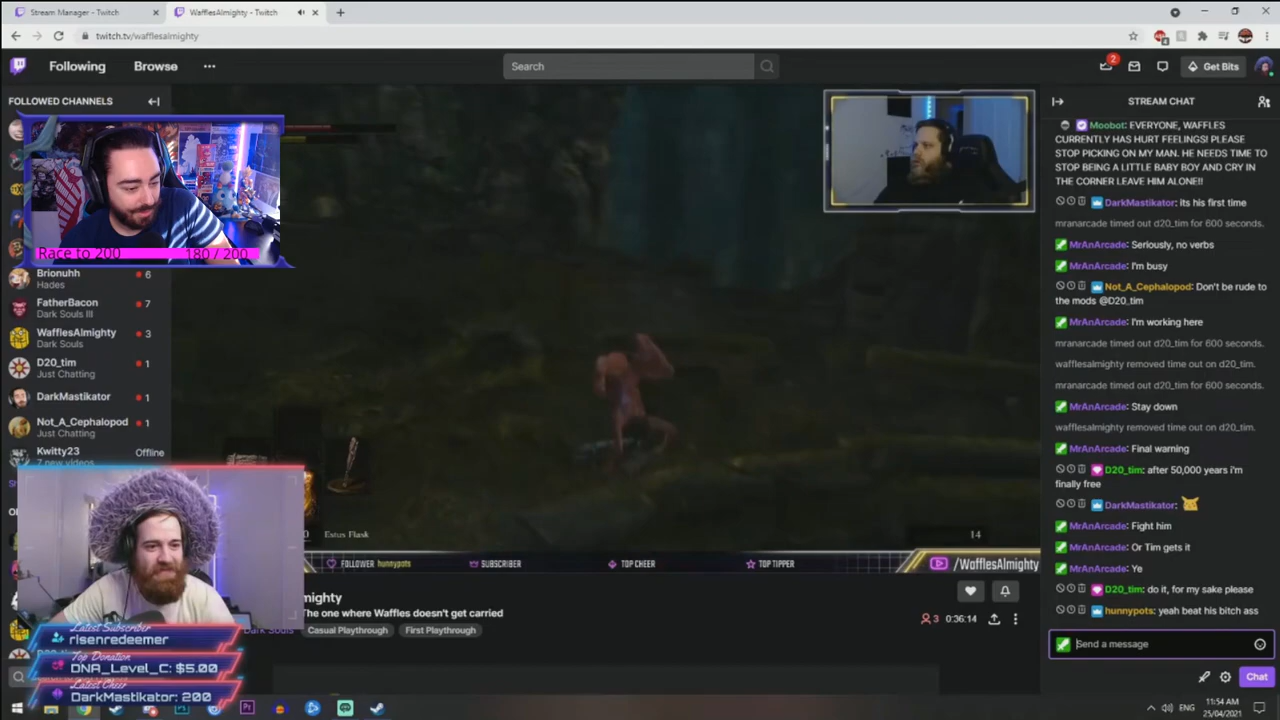 Stream Manager - Twitch
WafflesAlmighty - Twitch
twitch.tv/wafflesalmighty
Following
Browse
Search
2
Get Bits
FOLLOWED CHANNELS
STREAM CHAT
Race to 200
180 / 200
Brionuhh
6
Hades
FatherBacon
7
Dark Souls III
WafflesAlmighty
3
Dark Souls
D20_tim
1
Just Chatting
DarkMastikator
1
Not_A_Cephalopod
1
Just Chatting
Kwitty23
Offline
7 new videos
Estus Flask
14
FOLLOWER hunnypots
SUBSCRIBER
TOP CHEER
TOP TIPPER
/WafflesAlmighty
mighty
The one where Waffles doesn't get carried
Dark Souls
Casual Playthrough
First Playthrough
3
0:36:14
Latest Subscriber
risenredeemer
Top Donation
DNA_Level_C: $5.00
Latest Cheer
DarkMastikator: 200
Moobot: EVERYONE, WAFFLES
CURRENTLY HAS HURT FEELINGS! PLEASE
STOP PICKING ON MY MAN. HE NEEDS TIME TO
STOP BEING A LITTLE BABY BOY AND CRY IN
THE CORNER LEAVE HIM ALONE!!
DarkMastikator: its his first time
mranarcade timed out d20_tim for 600 seconds.
MrAnArcade: Seriously, no verbs
MrAnArcade: I'm busy
Not_A_Cephalopod: Don't be rude
to the mods @D20_tim
MrAnArcade: I'm working here
mranarcade timed out d20_tim for 600 seconds.
wafflesalmighty removed time out on d20_tim.
mranarcade timed out d20_tim for 600 seconds.
MrAnArcade: Stay down
wafflesalmighty removed time out on d20_tim.
MrAnArcade: Final warning
D20_tim: after 50,000 years i'm
finally free
DarkMastikator:
MrAnArcade: Fight him
MrAnArcade: Or Tim gets it
MrAnArcade: Ye
D20_tim: do it, for my sake please
hunnypots: yeah beat his bitch ass
Send a message
Chat
ENG
11:54 AM
25/04/2021